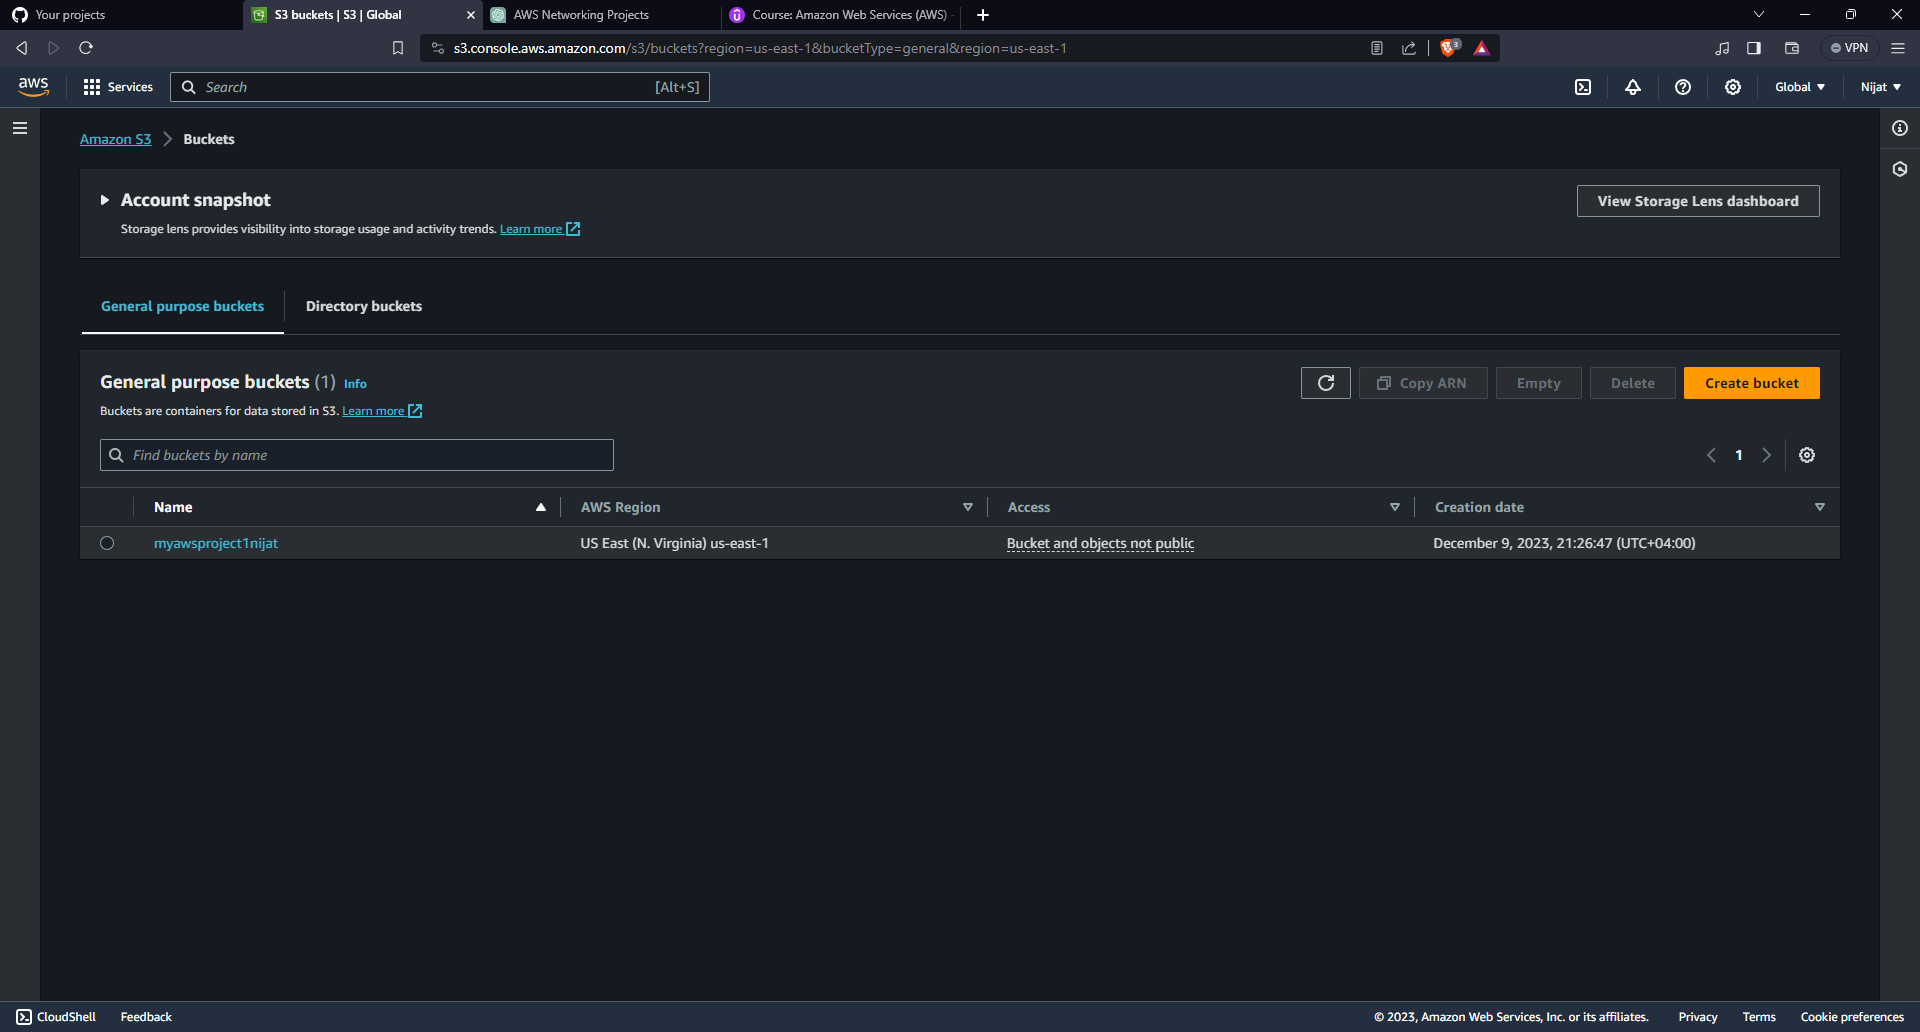 Your projects
S3 buckets | S3 | Global
AWS Networking Projects
Course: Amazon Web Services (AWS) -
s3.console.aws.amazon.com/s3/buckets?region=us-east-1&bucketType=general&region=us-east-1
3
VPN
aws
Services
Search
[Alt+S]
Global
Nijat
Amazon S3
Buckets
Account snapshot
View Storage Lens dashboard
Storage lens provides visibility into storage usage and activity trends. Learn more
General purpose buckets
Directory buckets
General purpose buckets (1) Info
Copy ARN
Empty
Delete
Create bucket
Buckets are containers for data stored in S3. Learn more
Find buckets by name
1
Name
AWS Region
Access
Creation date
myawsproject1nijat
US East (N. Virginia) us-east-1
Bucket and objects not public
December 9, 2023, 21:26:47 (UTC+04:00)
CloudShell
Feedback
© 2023, Amazon Web Services, Inc. or its affiliates.
Privacy
Terms
Cookie preferences